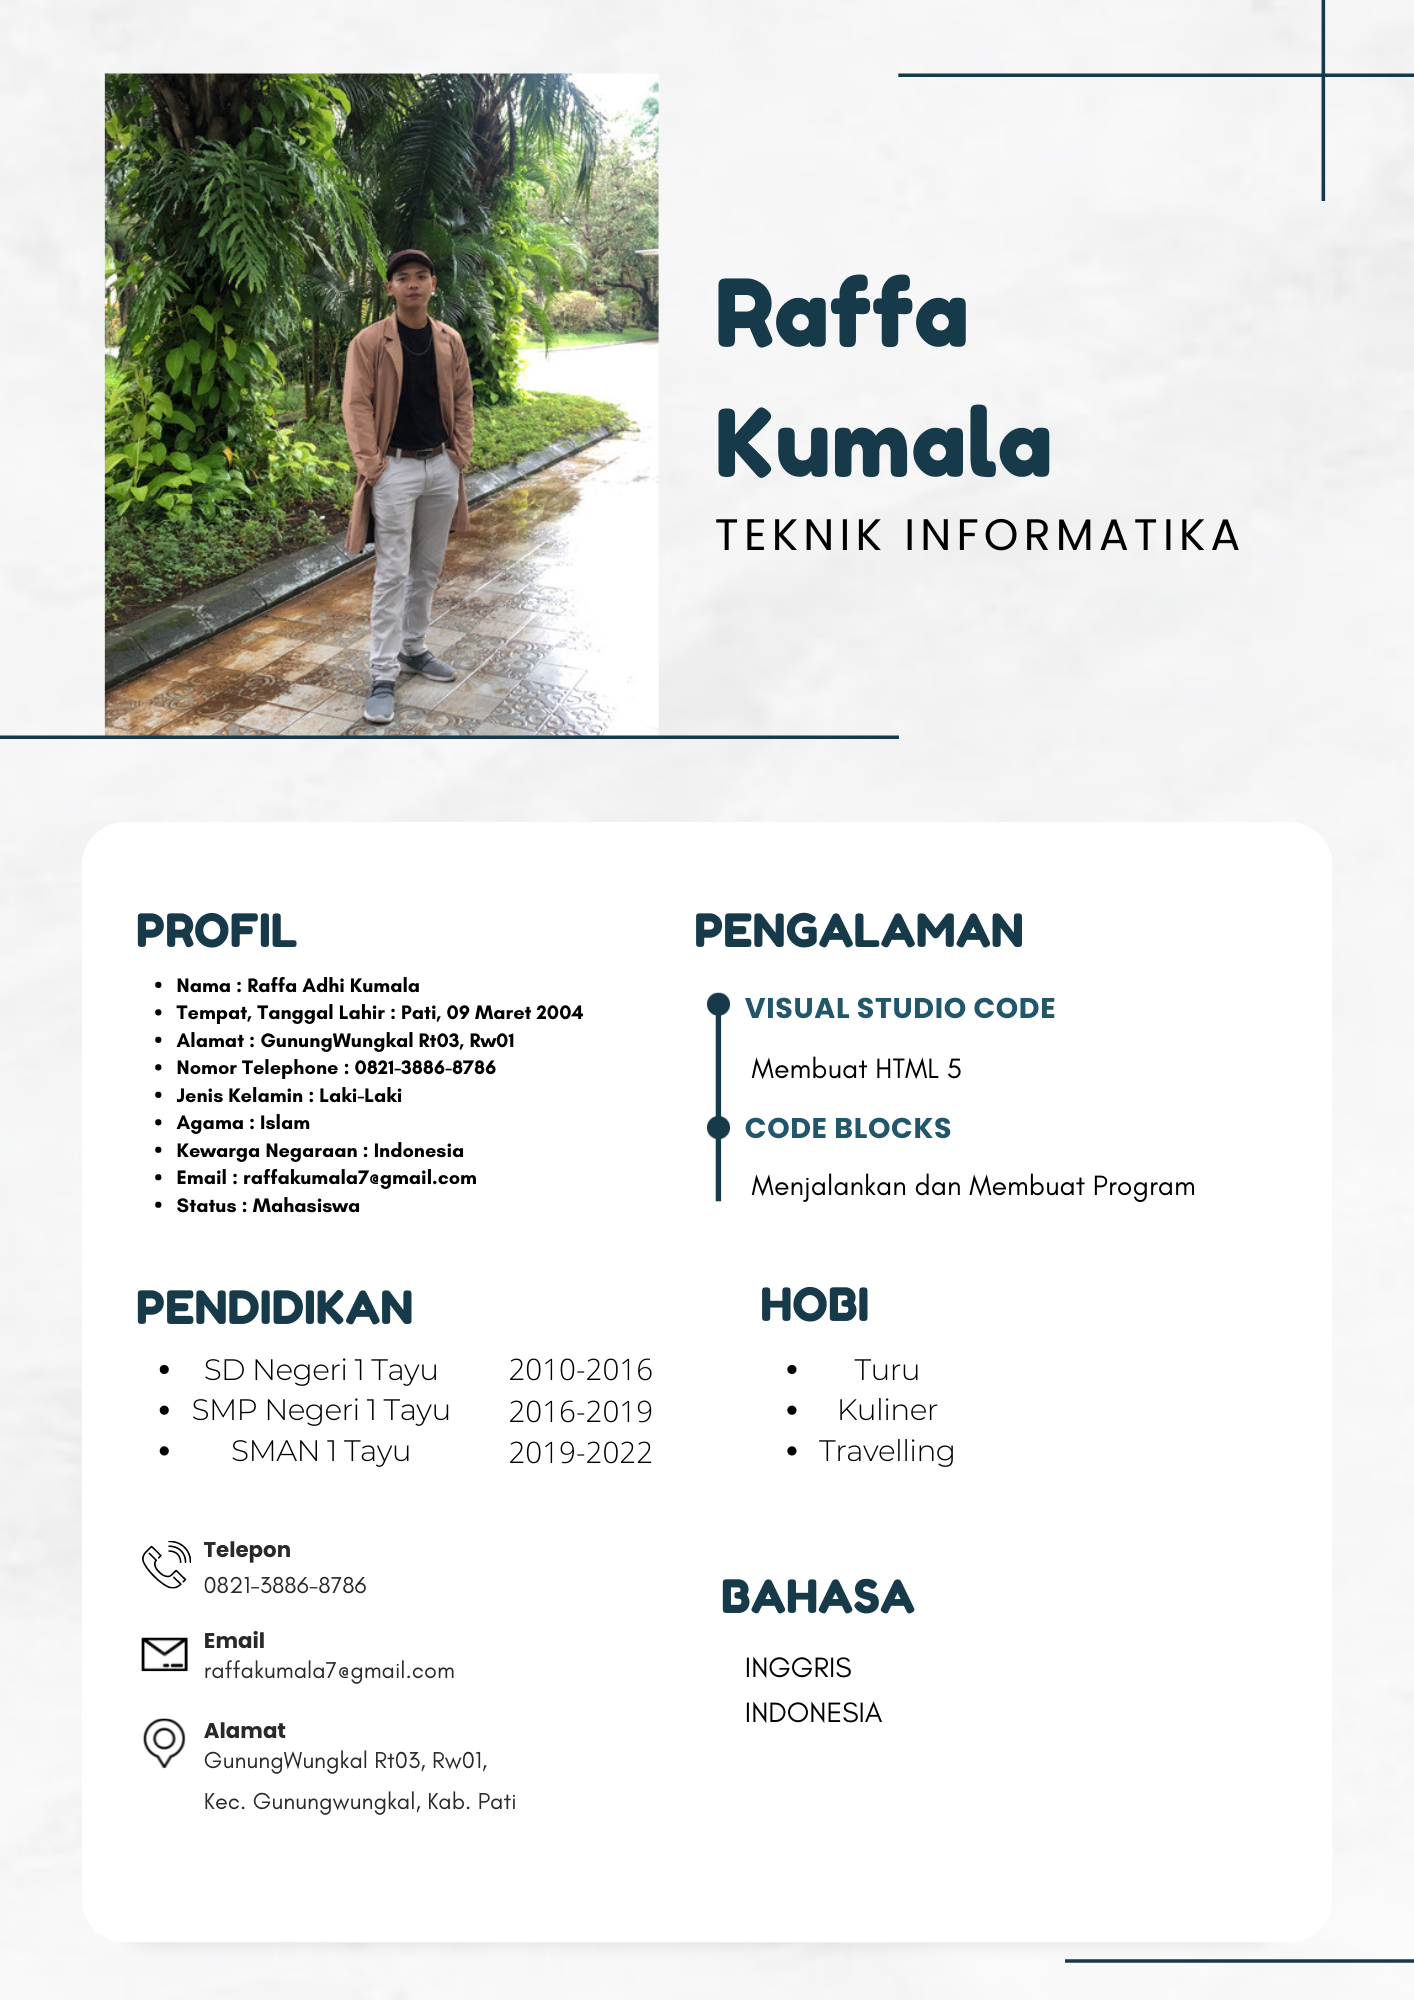 Raffa
Kumala
TEKNIK INFORMATIKA
PROFIL
• Nama : Raffa Adhi Kumala
• Tempat, Tanggal Lahir : Pati, 09 Maret 2004
• Alamat : GunungWungkal Rt03, Rw01
• Nomor Telephone : 0821-3886-8786
• Jenis Kelamin : Laki-Laki
• Agama : Islam
• Kewarga Negaraan : Indonesia
• Email : raffakumala7@gmail.com
• Status : Mahasiswa
PENGALAMAN
VISUAL STUDIO CODE
Membuat HTML 5
CODE BLOCKS
Menjalankan dan Membuat Program
PENDIDIKAN
• SD Negeri 1 Tayu 2010-2016
• SMP Negeri 1 Tayu 2016-2019
• SMAN 1 Tayu 2019-2022
HOBI
• Turu
• Kuliner
• Travelling
Telepon
0821-3886-8786
Email
raffakumala7@gmail.com
Alamat
GunungWungkal Rt03, Rw01,
Kec. Gunungwungkal, Kab. Pati
BAHASA
INGGRIS
INDONESIA